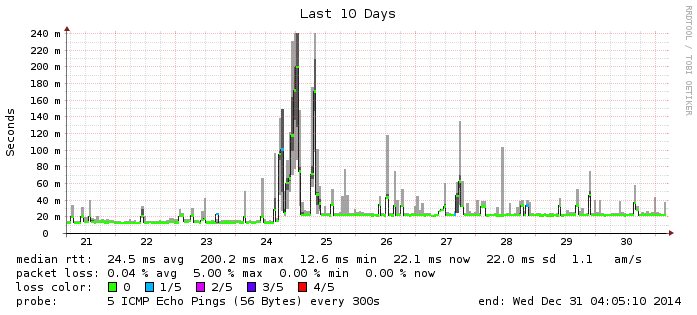 Last 10 Days
RRDTOOL / TOBI OETIKER
Seconds
240 m
220 m
200 m
180 m
160 m
140 m
120 m
100 m
80 m
60 m
40 m
20 m
0
21 22 23 24 25 26 27 28 29 30
median rtt: 24.5 ms avg 200.2 ms max 12.6 ms min 22.1 ms now 22.0 ms sd 1.1 am/s
packet loss: 0.04 % avg 5.00 % max 0.00 % min 0.00 % now
loss color: 0 1/5 2/5 3/5 4/5
probe: 5 ICMP Echo Pings (56 Bytes) every 300s end: Wed Dec 31 04:05:10 2014